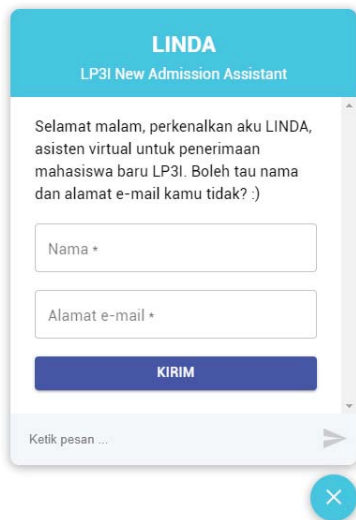 LINDA
LP3I New Admission Assistant
Selamat malam, perkenalkan aku LINDA,
asisten virtual untuk penerimaan
mahasiswa baru LP3I. Boleh tau nama
dan alamat e-mail kamu tidak? :)
Nama *
Alamat e-mail *
KIRIM
Ketik pesan ...